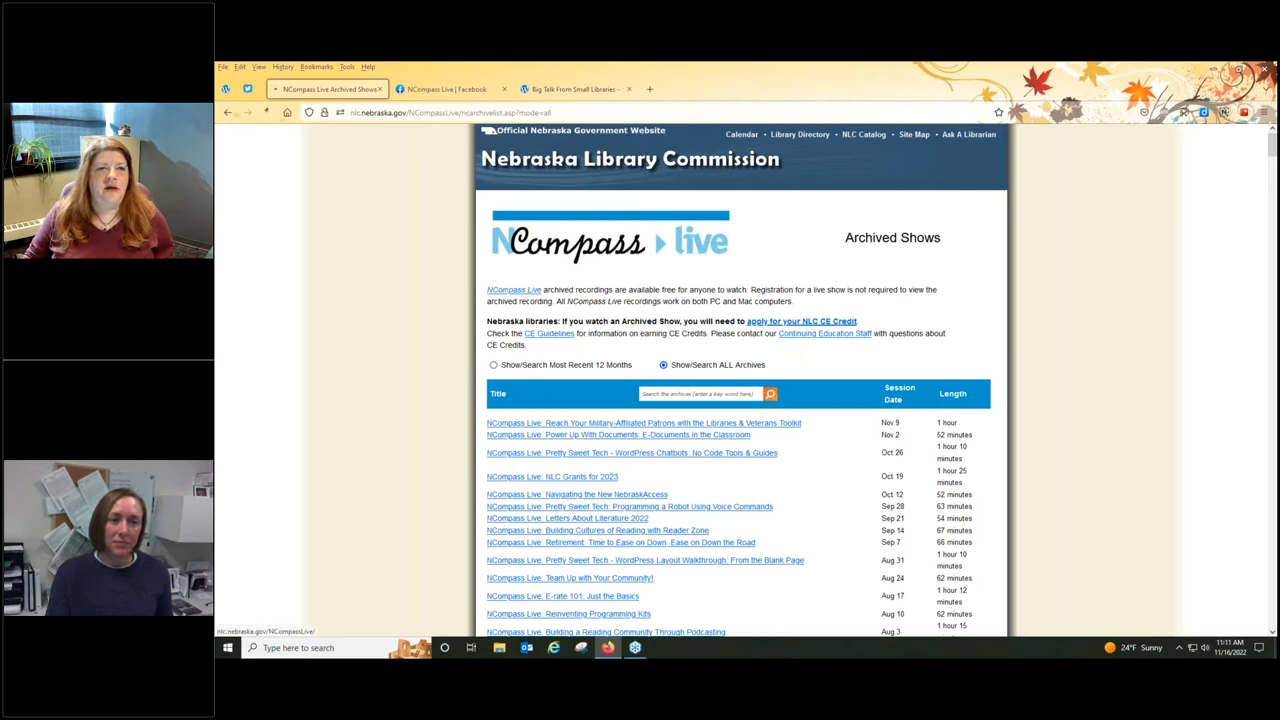 File Edit View History Bookmarks Tools Help
NCompass Live Archived Shows
NCompass Live | Facebook
Big Talk From Small Libraries –
nlc.nebraska.gov/NCompassLive/ncarchivelist.asp?mode=all
Official Nebraska Government Website
Calendar • Library Directory • NLC Catalog • Site Map • Ask A Librarian
Nebraska Library Commission
NCompass live
Archived Shows
NCompass Live archived recordings are available free for anyone to watch. Registration for a live show is not required to view the
archived recording. All NCompass Live recordings work on both PC and Mac computers.
Nebraska libraries: If you watch an Archived Show, you will need to apply for your NLC CE Credit.
Check the CE Guidelines for information on earning CE Credits. Please contact our Continuing Education Staff with questions about
CE Credits.
Show/Search Most Recent 12 Months Show/Search ALL Archives
Title Search the archives (enter a key word here) Session Date Length
NCompass Live: Reach Your Military-Affiliated Patrons with the Libraries & Veterans Toolkit Nov 9 1 hour
NCompass Live: Power Up With Documents: E-Documents in the Classroom Nov 2 52 minutes
NCompass Live: Pretty Sweet Tech - WordPress Chatbots: No Code Tools & Guides Oct 26 1 hour 10 minutes
NCompass Live: NLC Grants for 2023 Oct 19 1 hour 25 minutes
NCompass Live: Navigating the New NebraskAccess Oct 12 52 minutes
NCompass Live: Pretty Sweet Tech: Programming a Robot Using Voice Commands Sep 28 63 minutes
NCompass Live: Letters About Literature 2022 Sep 21 54 minutes
NCompass Live: Building Cultures of Reading with Reader Zone Sep 14 67 minutes
NCompass Live: Retirement: Time to Ease on Down, Ease on Down the Road Sep 7 66 minutes
NCompass Live: Pretty Sweet Tech - WordPress Layout Walkthrough: From the Blank Page Aug 31 1 hour 10 minutes
NCompass Live: Team Up with Your Community! Aug 24 62 minutes
NCompass Live: E-rate 101: Just the Basics Aug 17 1 hour 12 minutes
NCompass Live: Reinventing Programming Kits Aug 10 62 minutes
NCompass Live: Building a Reading Community Through Podcasting Aug 3 1 hour 15
nlc.nebraska.gov/NCompassLive/
Type here to search
24°F Sunny
11:11 AM
11/16/2022